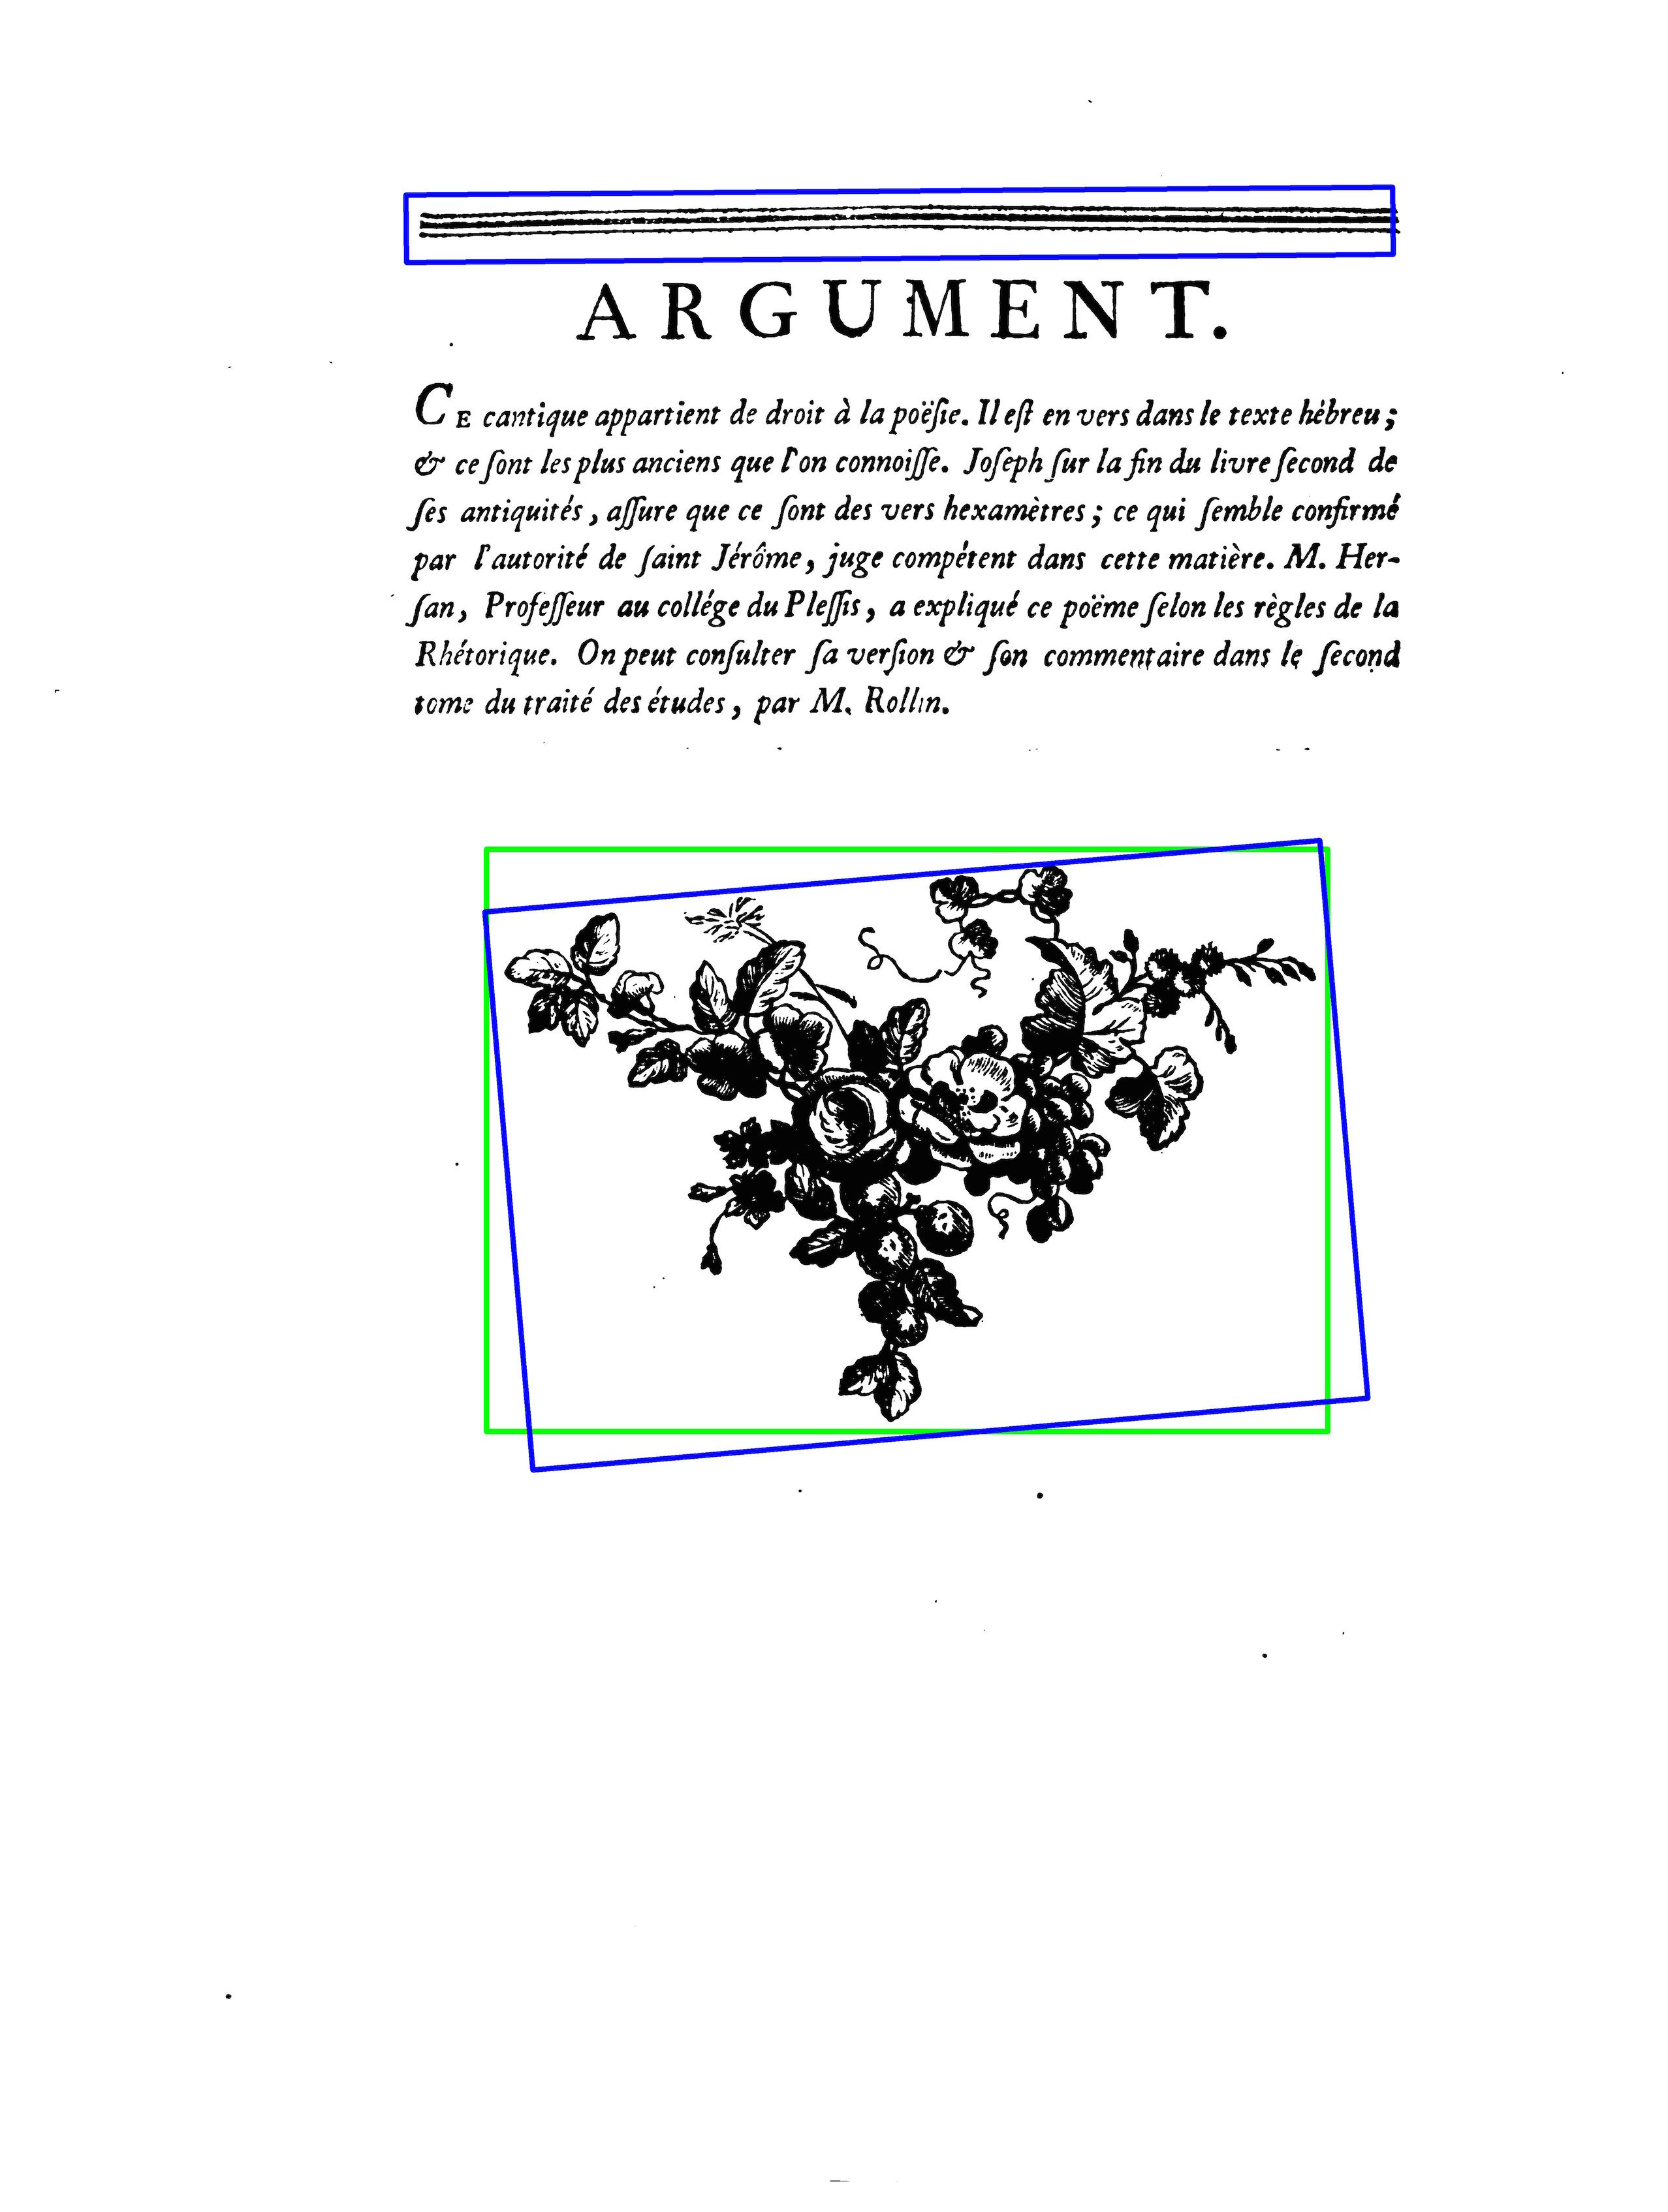 ARGUMENT.
CE cantique appartient de droit à la poëſie. Il eſt en vers dans le texte hébreu ;
& ce ſont les plus anciens que l'on connoiſſe. Joſeph ſur la fin du livre ſecond de
ſes antiquités , aſſure que ce ſont des vers hexamètres ; ce qui ſemble confirmé
par l'autorité de ſaint Jérôme, juge compétent dans cette matière. M. Her-
ſan, Profeſſeur au collége du Pleſſis , a expliqué ce poëme ſelon les règles de la
Rhétorique. On peut conſulter ſa verſion & ſon commentaire dans le ſecond
tome du traité des études , par M. Rollin.